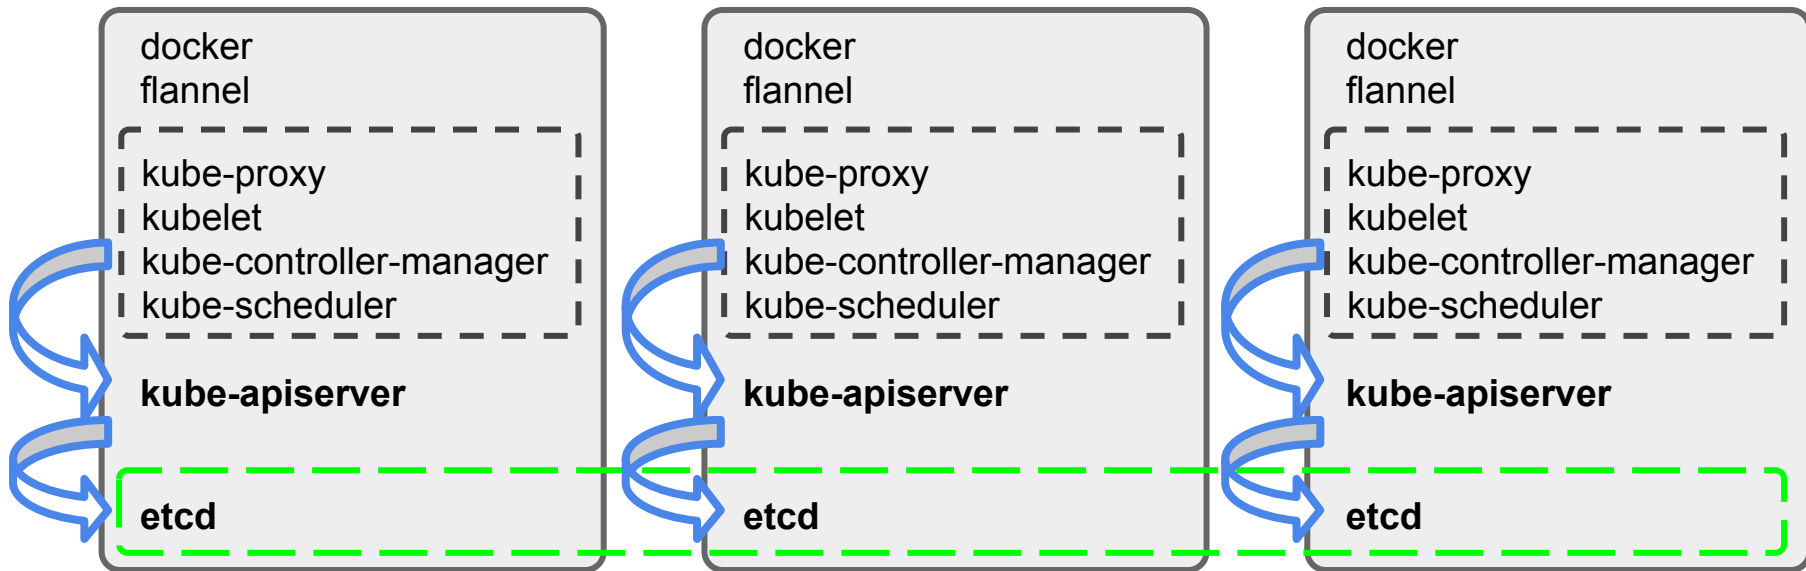 docker
flannel
kube-proxy
kubelet
kube-controller-manager
kube-scheduler
kube-apiserver
etcd
docker
flannel
kube-proxy
kubelet
kube-controller-manager
kube-scheduler
kube-apiserver
etcd
docker
flannel
kube-proxy
kubelet
kube-controller-manager
kube-scheduler
kube-apiserver
etcd